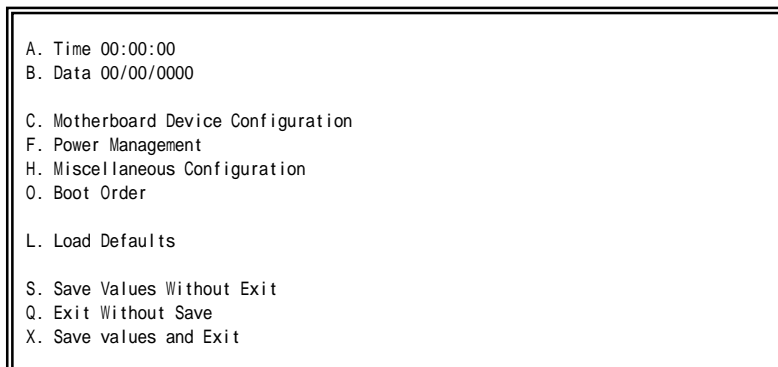 A. Time 00:00:00
B. Data 00/00/0000
C. Motherboard Device Configuration
F. Power Management
H. Miscellaneous Configuration
O. Boot Order
L. Load Defaults
S. Save Values Without Exit
Q. Exit Without Save
X. Save values and Exit